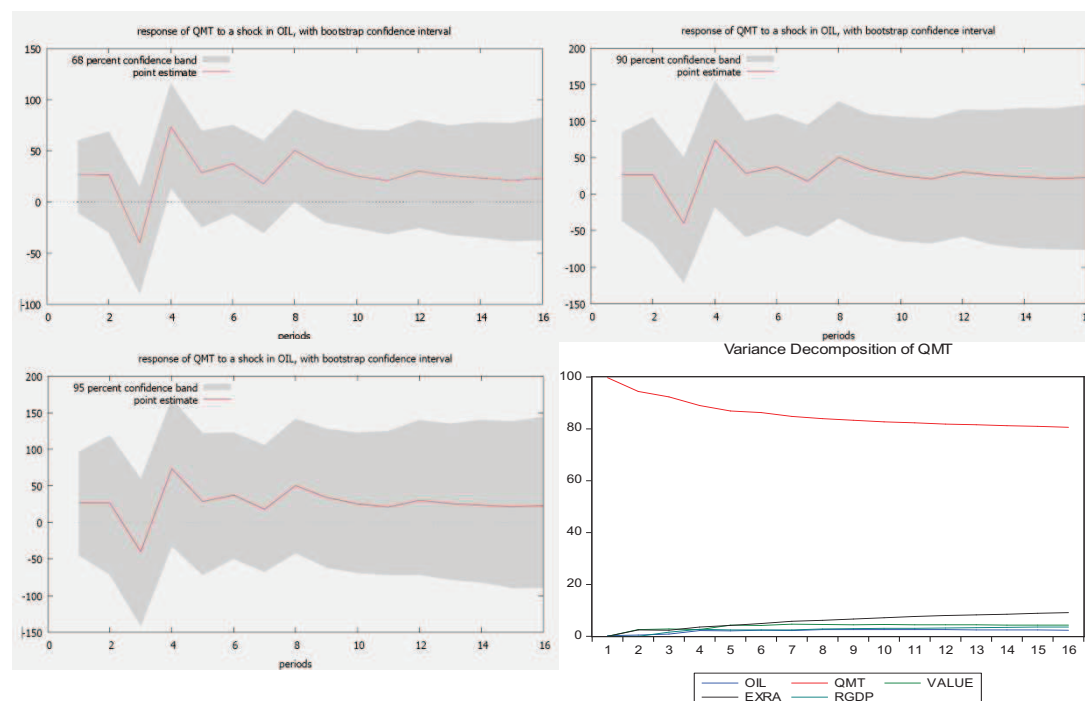 response of QMT to a shock in OIL, with bootstrap confidence interval
150
68 percent confidence band
point estimate
100
50
0
-50
-100
0 2 4 6 8 10 12 14 16
periods
response of QMT to a shock in OIL, with bootstrap confidence interval
200
90 percent confidence band
point estimate
150
100
50
0
-50
-100
-150
0 2 4 6 8 10 12 14 16
periods
response of QMT to a shock in OIL, with bootstrap confidence interval
200
95 percent confidence band
point estimate
150
100
50
0
-50
-100
-150
0 2 4 6 8 10 12 14 16
periods
Variance Decomposition of QMT
100
80
60
40
20
0
1 2 3 4 5 6 7 8 9 10 11 12 13 14 15 16
OIL QMT VALUE
EXRA RGDP